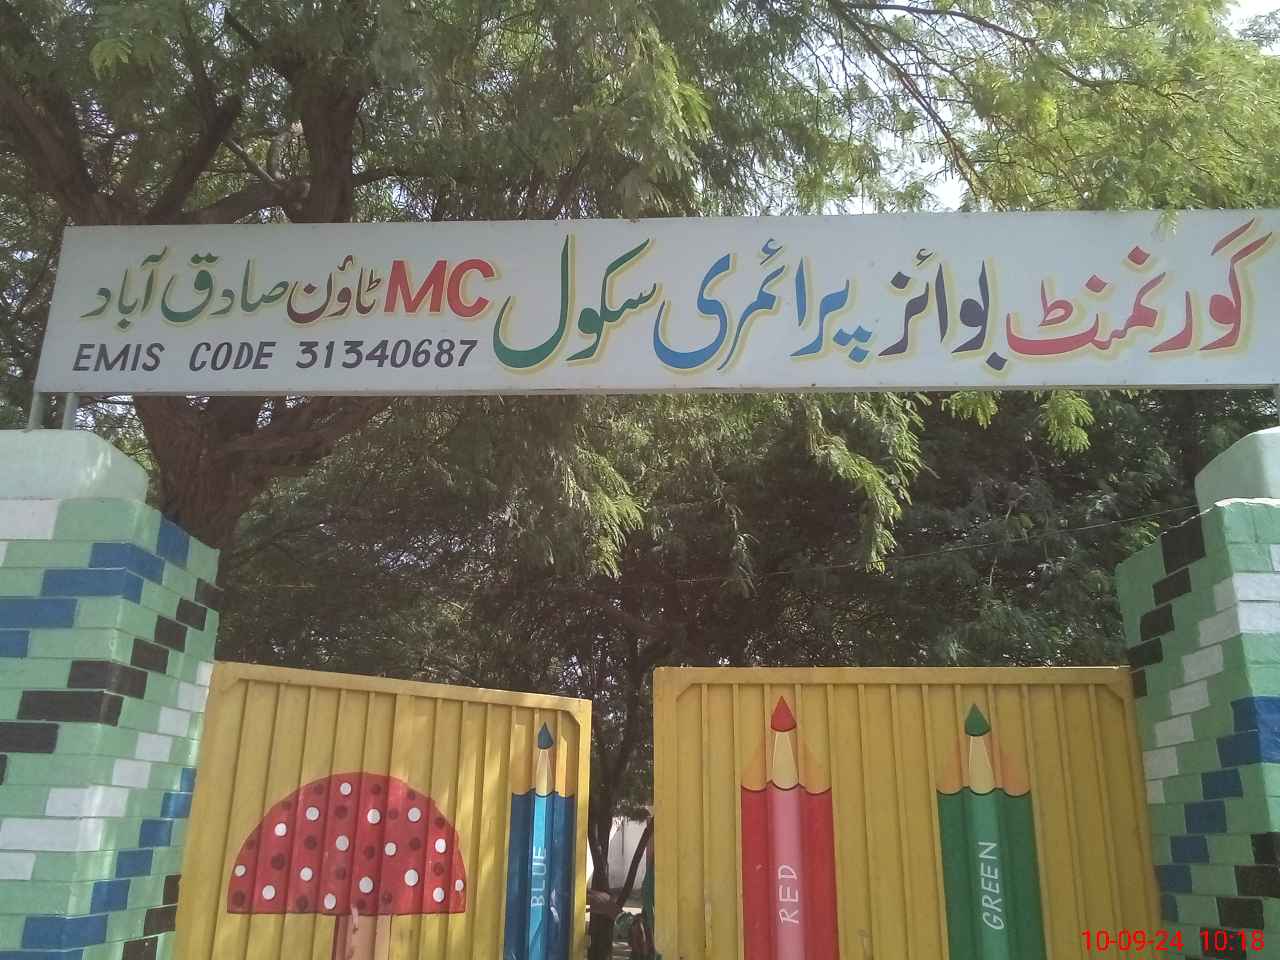 گورنمنٹ بوائز پرائمری سکول MC ٹاؤن صادق آباد
EMIS CODE 31340687
BLUE
RED
GREEN
10-09-24 10:18